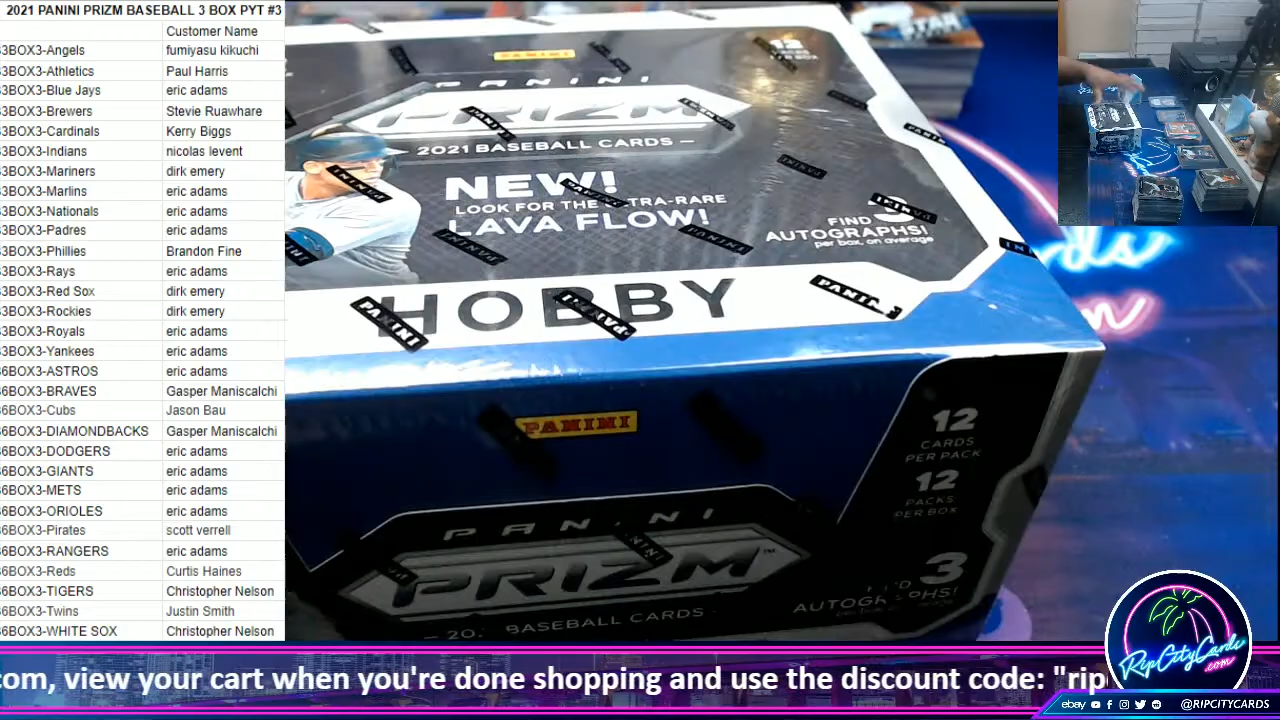 2021 PANINI PRIZM BASEBALL 3 BOX PYT #3
Customer Name
3BOX3-Angels fumiyasu kikuchi
3BOX3-Athletics Paul Harris
3BOX3-Blue Jays eric adams
3BOX3-Brewers Stevie Ruawhare
3BOX3-Cardinals Kerry Biggs
3BOX3-Indians nicolas levent
3BOX3-Mariners dirk emery
3BOX3-Marlins eric adams
3BOX3-Nationals eric adams
3BOX3-Padres eric adams
3BOX3-Phillies Brandon Fine
3BOX3-Rays eric adams
3BOX3-Red Sox dirk emery
3BOX3-Rockies dirk emery
3BOX3-Royals eric adams
3BOX3-Yankees eric adams
6BOX3-ASTROS eric adams
6BOX3-BRAVES Gasper Maniscalchi
6BOX3-Cubs Jason Bau
6BOX3-DIAMONDBACKS Gasper Maniscalchi
6BOX3-DODGERS eric adams
6BOX3-GIANTS eric adams
6BOX3-METS eric adams
6BOX3-ORIOLES eric adams
6BOX3-Pirates scott verrell
6BOX3-RANGERS eric adams
6BOX3-Reds Curtis Haines
6BOX3-TIGERS Christopher Nelson
6BOX3-Twins Justin Smith
6BOX3-WHITE SOX Christopher Nelson
PANINI
PANINI
PRIZM
2021 BASEBALL CARDS
NEW!
LOOK FOR THE
LAVA FLOW!
FIND 3
AUTOGRAPHS!
per box, on average
HOBBY
PANINI
12
CARDS
PER PACK
12
PACKS
PER BOX
3
AUTOGRAPHS!
PANINI
PRIZM
BASEBALL CARDS
com, view your cart when you're done shopping and use the discount code: "rip
RipCityCards
.com
ebay
@RIPCITYCARDS